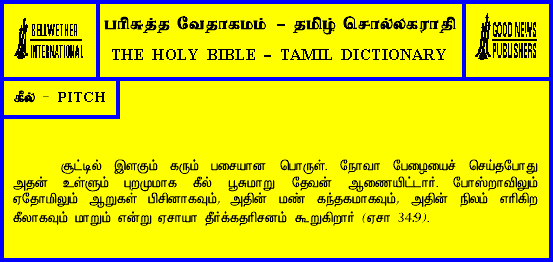 BELLWETHER
INTERNATIONAL
பரிசுத்த வேதாகமம் – தமிழ் சொல்லகராதி
THE HOLY BIBLE – TAMIL DICTIONARY
GOOD NEWS
PUBLISHERS
கீல் – PITCH
சூட்டில் இளகும் கரும் பசையான பொருள். நோவா பேழையைச் செய்தபோது
அதன் உள்ளும் புறமுமாக கீல் பூசுமாறு தேவன் ஆணையிட்டார். போஸ்றாவிலும்
ஏதோமிலும் ஆறுகள் பிசினாகவும், அதின் மண் கந்தகமாகவும், அதின் நிலம் எரிகிற
கீலாகவும் மாறும் என்று ஏசாயா தீர்க்கதரிசனம் கூறுகிறார் (ஏசா 34:9).